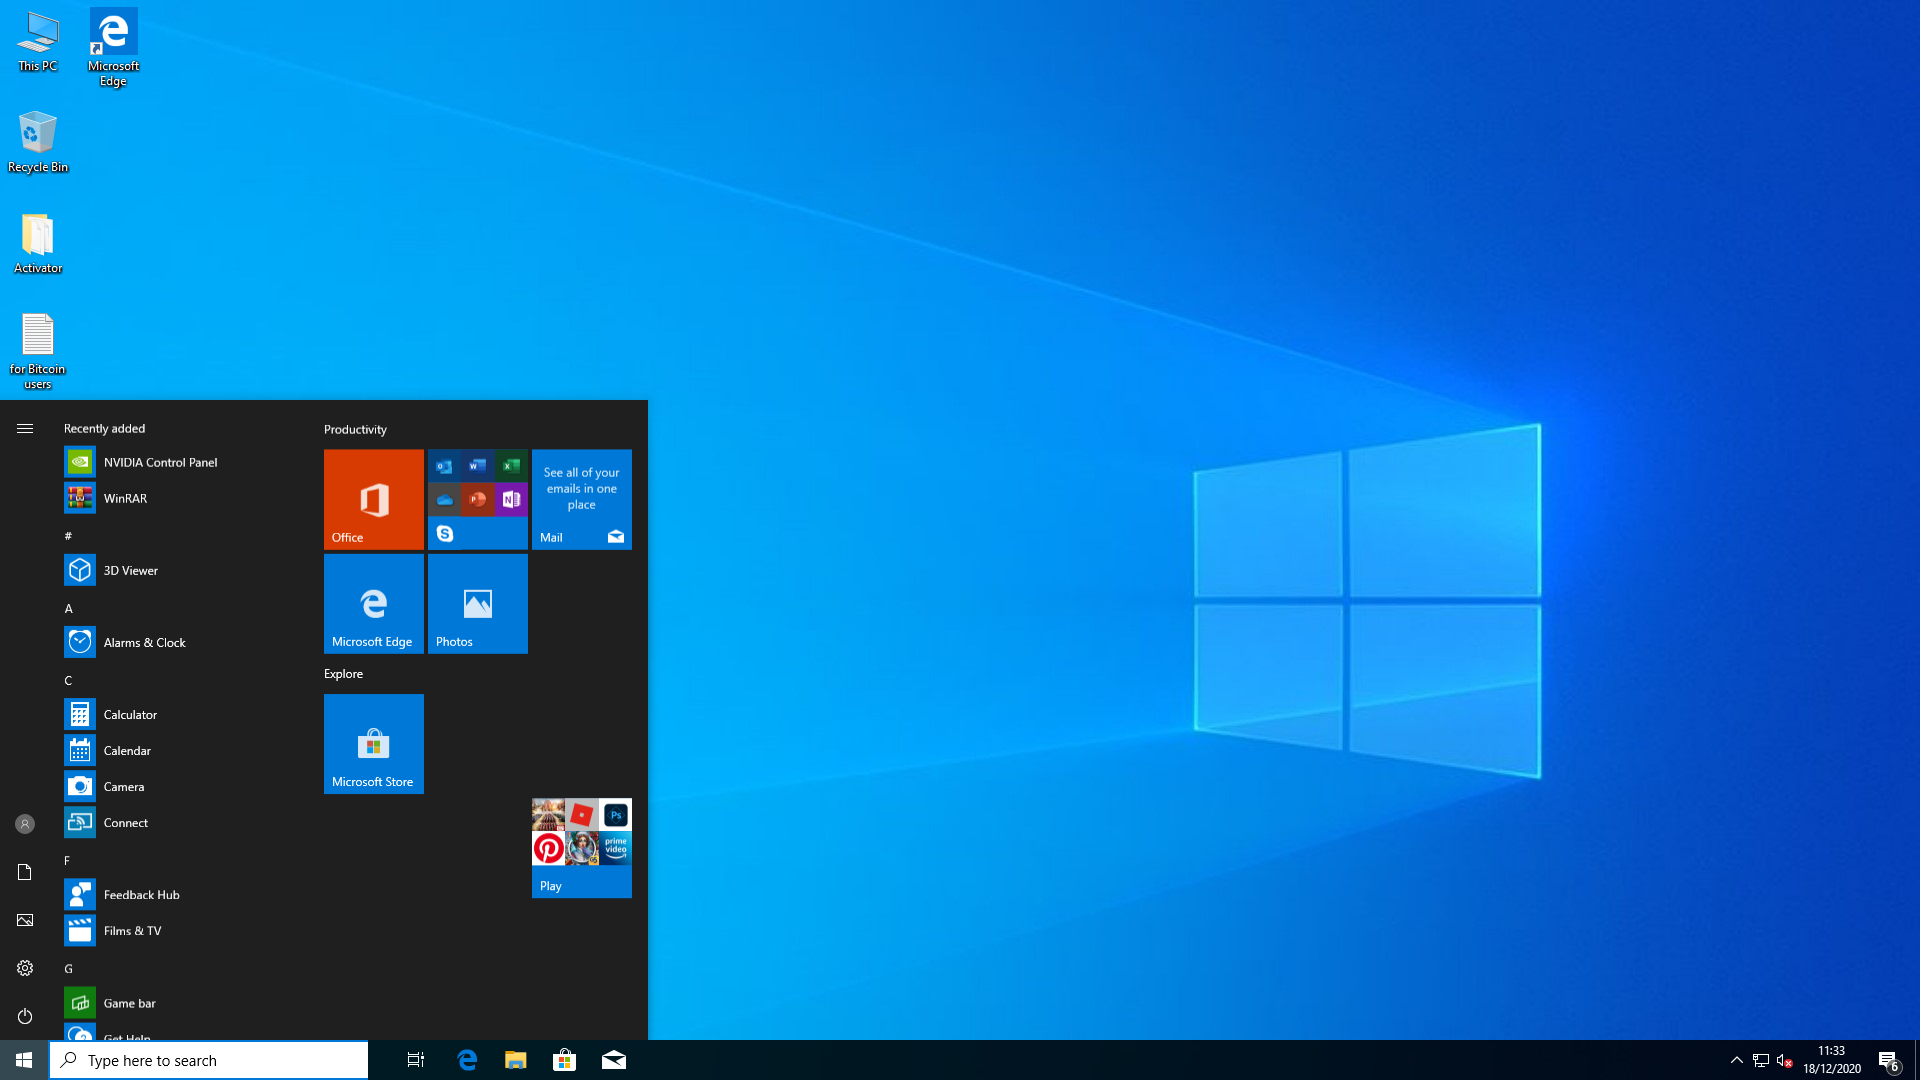 This PC
Microsoft
Edge
Recycle Bin
Activator
for Bitcoin
users
Recently added
NVIDIA Control Panel
WinRAR
#
3D Viewer
A
Alarms & Clock
C
Calculator
Calendar
Camera
Connect
F
Feedback Hub
Films & TV
G
Game bar
Get Help
Productivity
Office
See all of your
emails in one
place
Mail
Microsoft Edge
Photos
Explore
Microsoft Store
Ps
prime
video
Play
Type here to search
11:33
18/12/2020
6